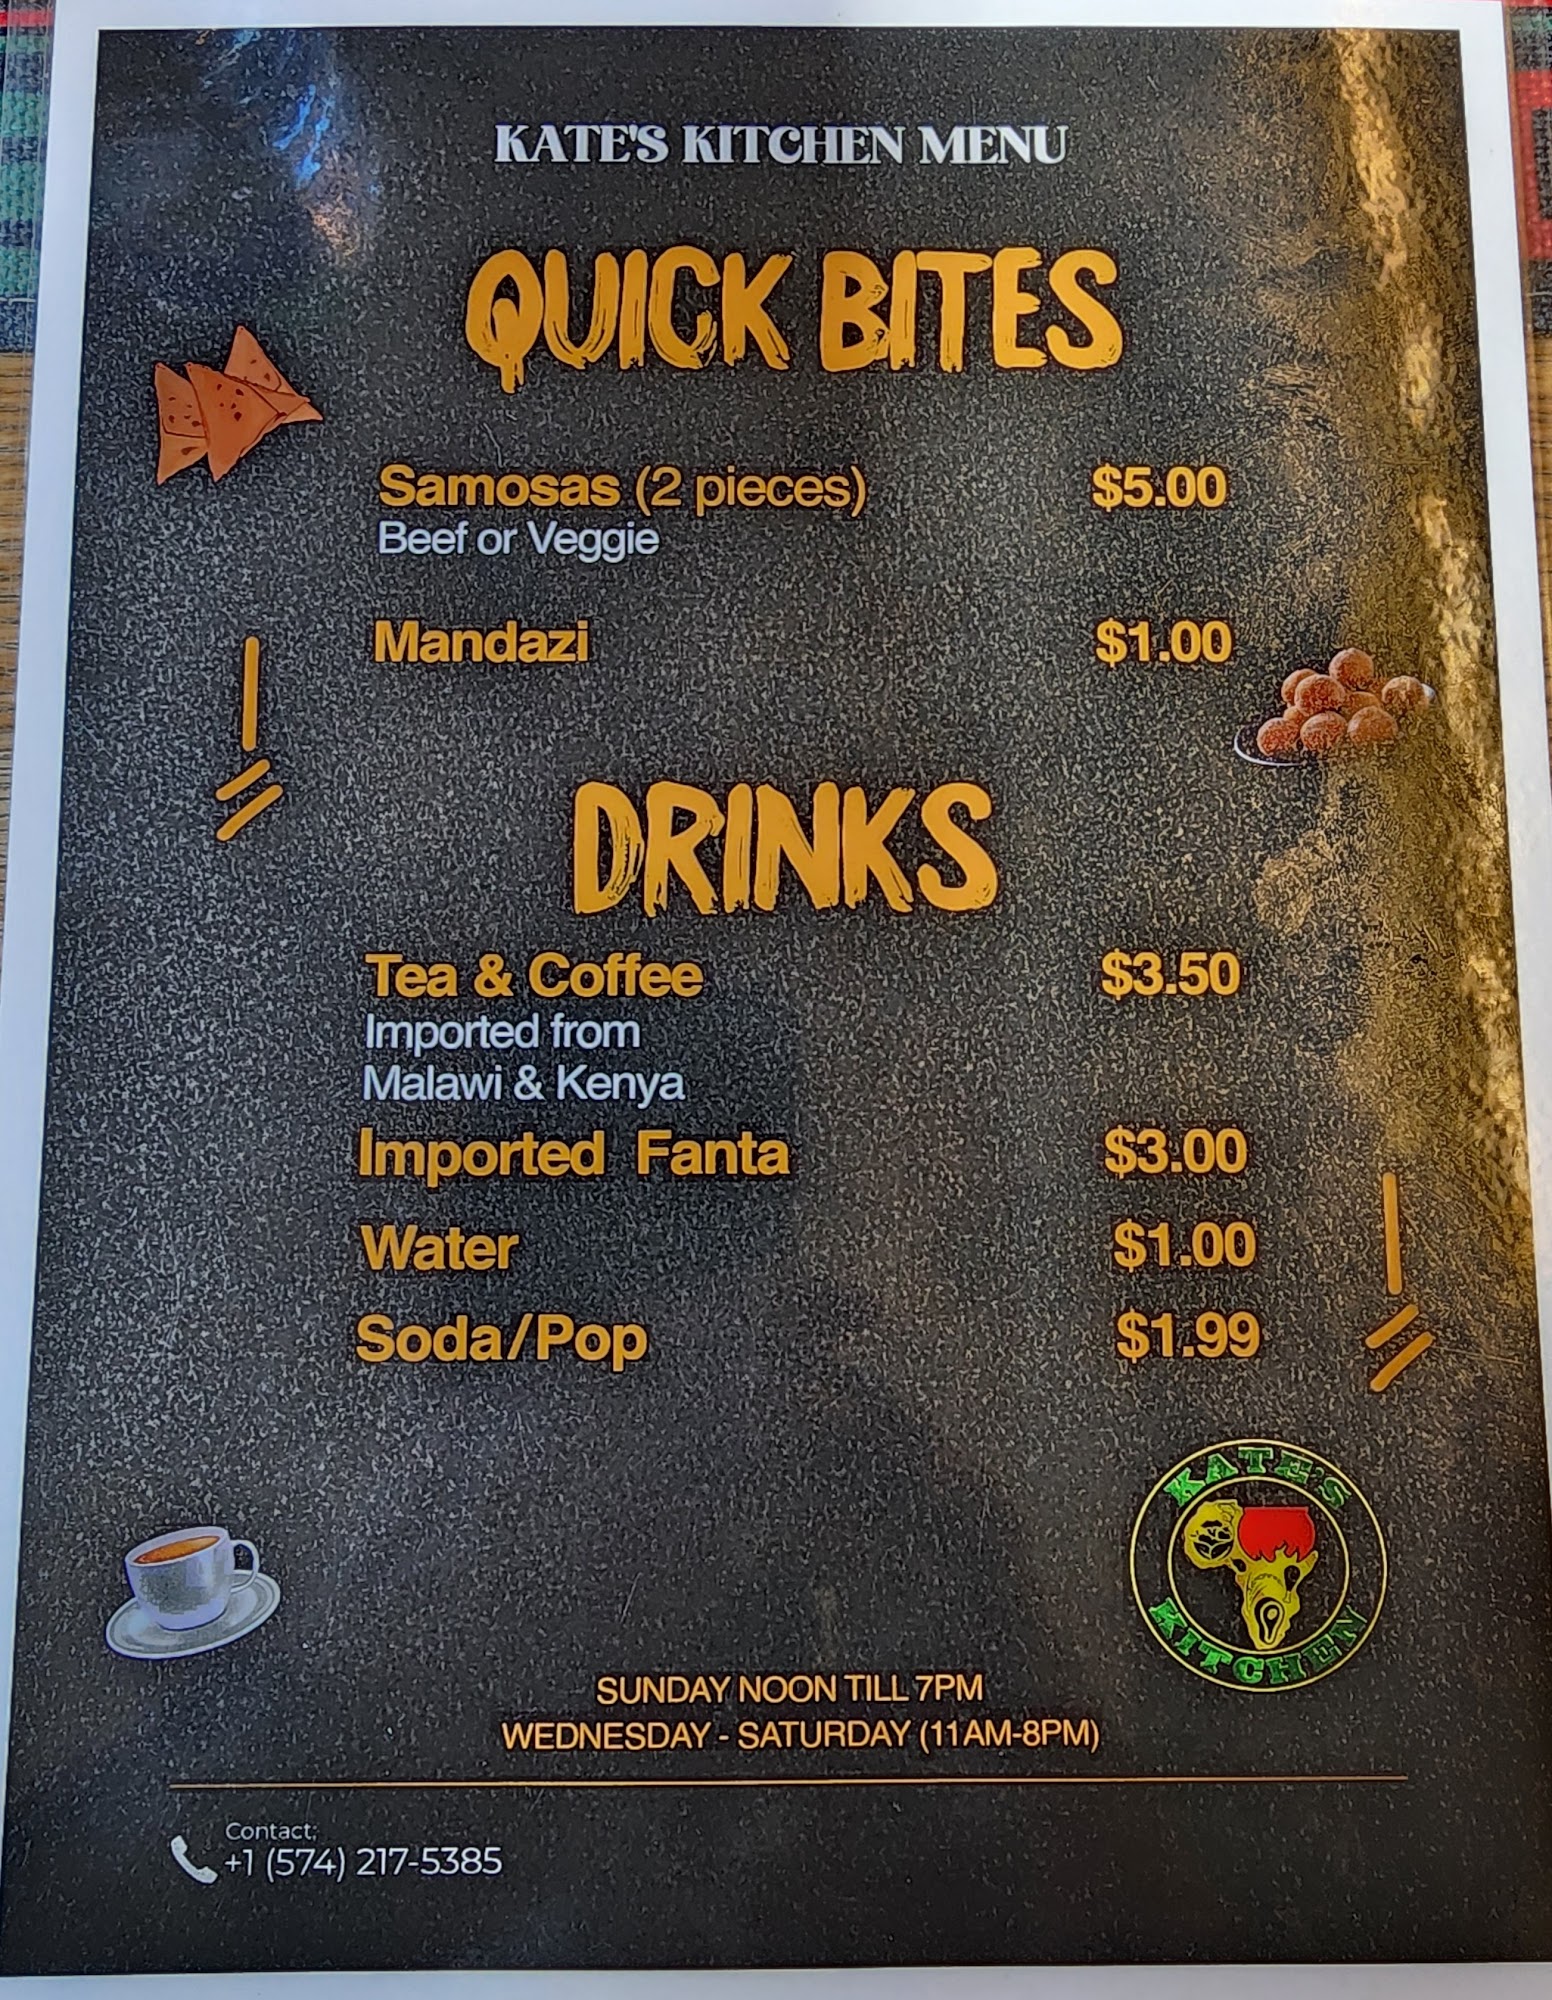 KATE'S KITCHEN MENU
QUICK BITES
Samosas (2 pieces) $5.00
Beef or Veggie
Mandazi $1.00
DRINKS
Tea & Coffee $3.50
Imported from
Malawi & Kenya
Imported Fanta $3.00
Water $1.00
Soda/Pop $1.99
KATE'S
KITCHEN
SUNDAY NOON TILL 7PM
WEDNESDAY - SATURDAY (11AM-8PM)
Contact;
+1 (574) 217-5385